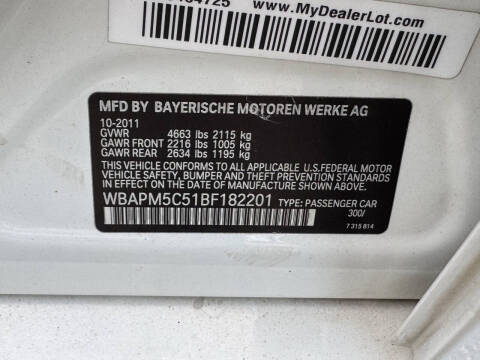 www.MyDealerLot.com
MFD BY BAYERISCHE MOTOREN WERKE AG
10-2011
GVWR 4663 lbs 2115 kg
GAWR FRONT 2216 lbs 1005 kg
GAWR REAR 2634 lbs 1195 kg
THIS VEHICLE CONFORMS TO ALL APPLICABLE U.S.FEDERAL MOTOR
VEHICLE SAFETY, BUMPER, AND THEFT PREVENTION STANDARDS
IN EFFECT ON THE DATE OF MANUFACTURE SHOWN ABOVE.
WBAPM5C51BF182201 TYPE: PASSENGER CAR
300/
7 315 814